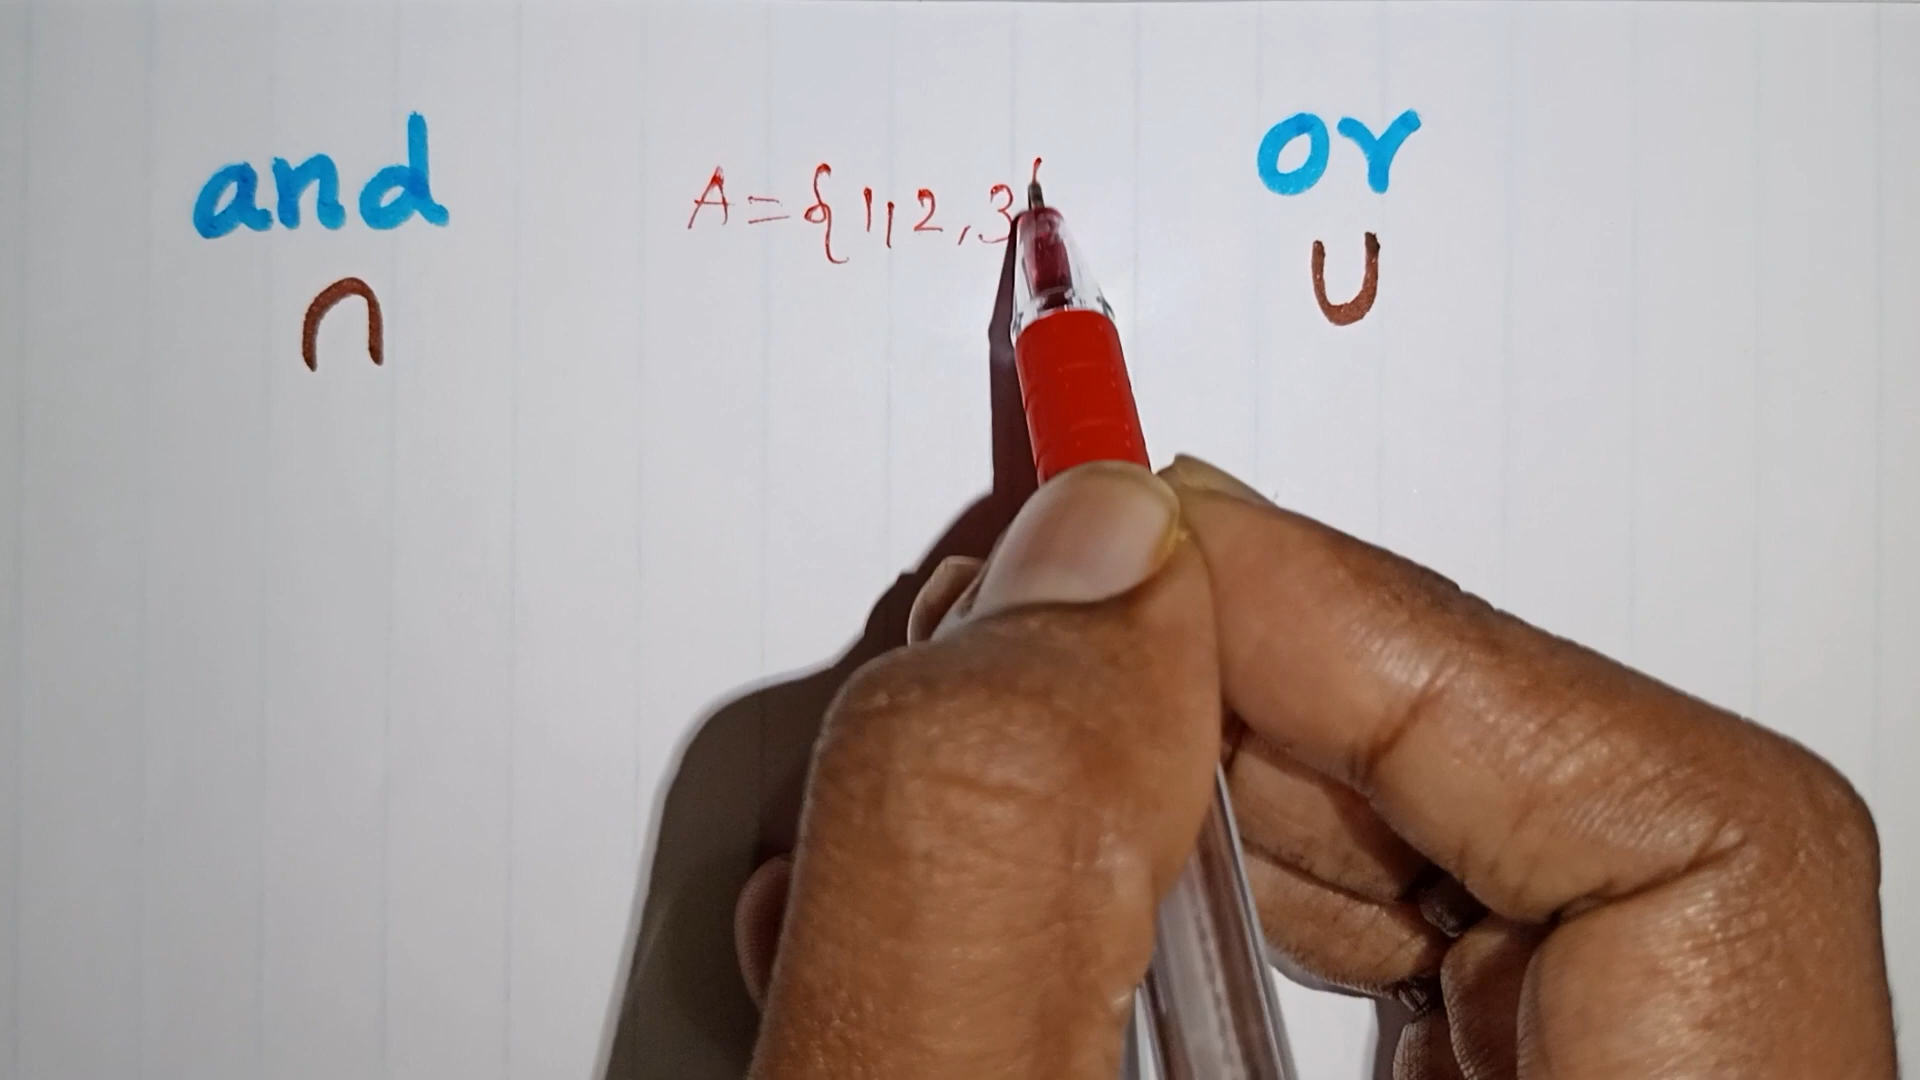 and A = {1, 2, 3 or
∩ ∪